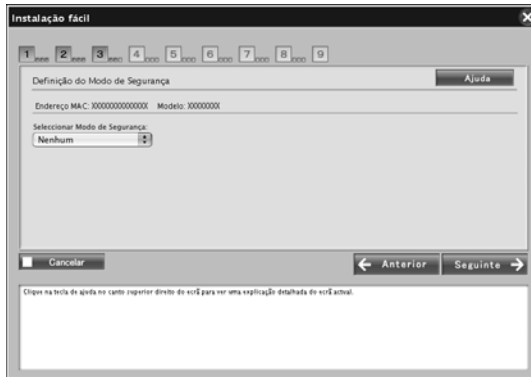 Instalação fácil
1 2 3 4 5 6 7 8 9
Definição do Modo de Segurança
Ajuda
Endereço MAC: XXXXXXXXXXXXXX Modelo: XXXXXXXX
Seleccionar Modo de Segurança:
Nenhum
Cancelar
Anterior
Seguinte
Clique na tecla de ajuda no canto superior direito do ecrã para ver uma explicação detalhada do ecrã actual.